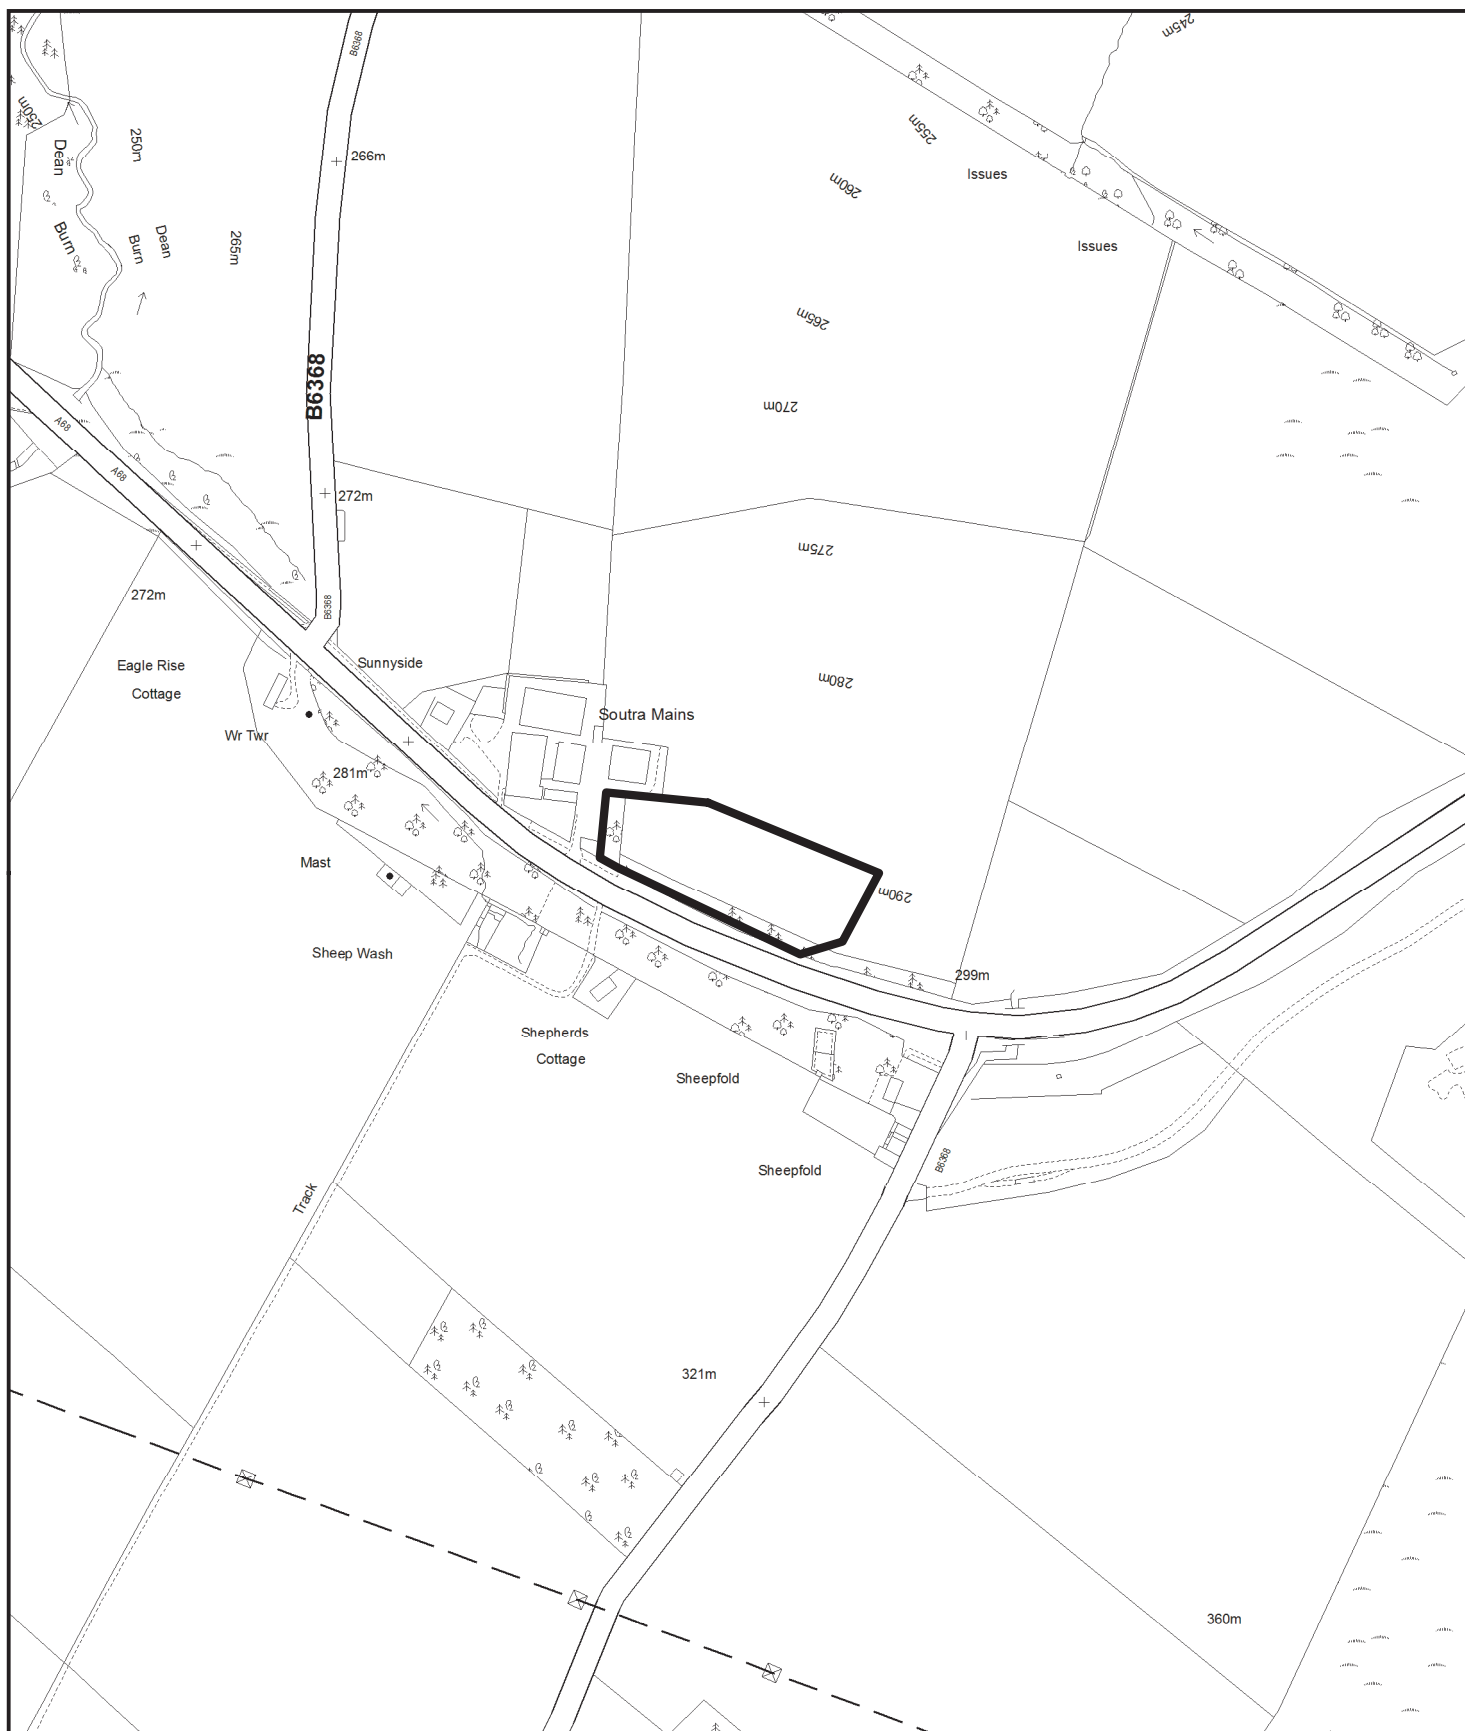 245m
B6368
250m
255m
Dean
250m
266m
260m
Issues
Burn
Burn
Dean
265m
Issues
265m
B6368
270m
A68
A68
272m
275m
272m
B6368
Eagle Rise
Cottage
Sunnyside
280m
Soutra Mains
Wr Twr
281m
Mast
290m
Sheep Wash
299m
Shepherds
Cottage
Sheepfold
B6368
Sheepfold
Track
321m
360m